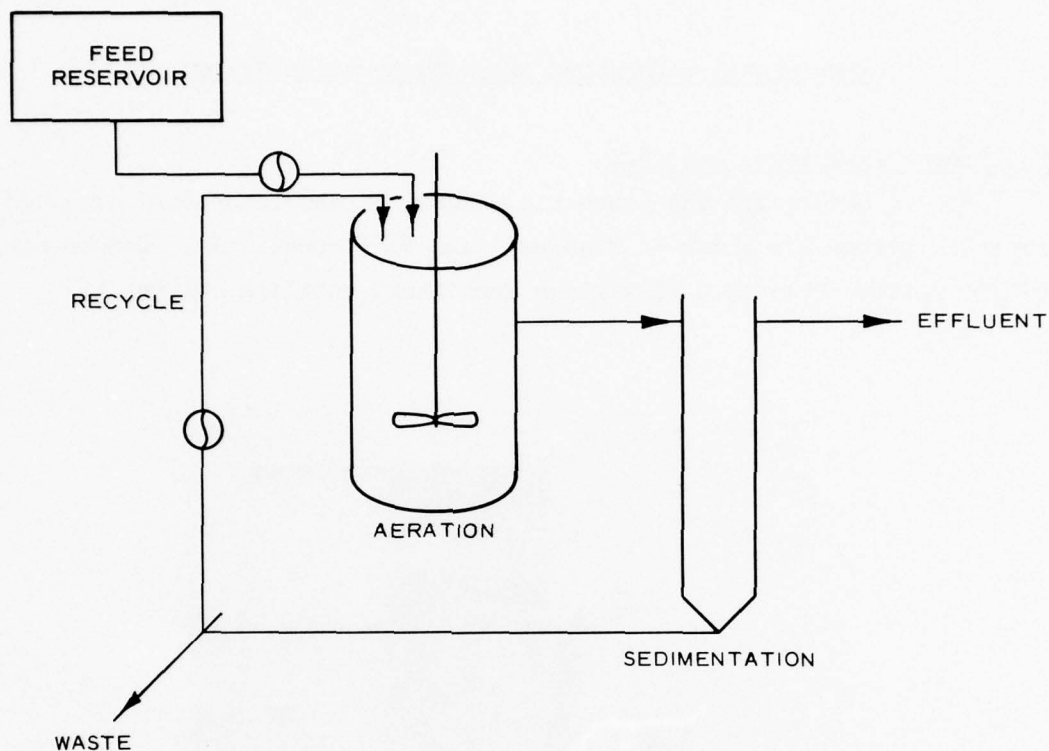 FEED
RESERVOIR
RECYCLE
EFFLUENT
AERATION
SEDIMENTATION
WASTE